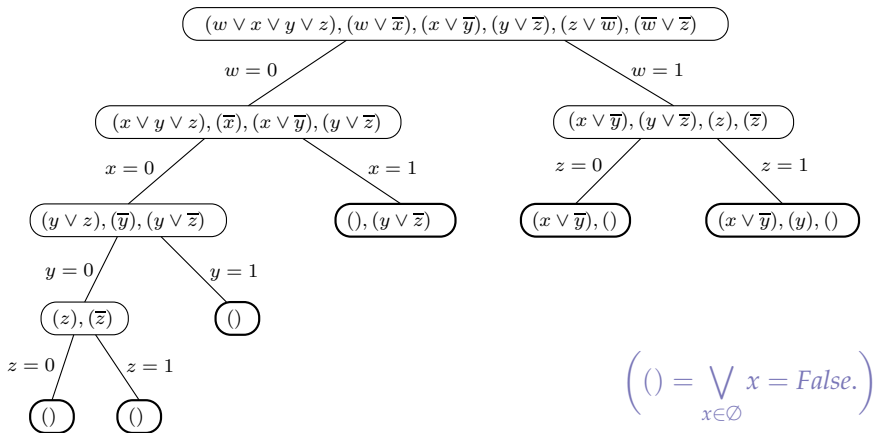 (w ∨ x ∨ y ∨ z), (w ∨ x̅), (x ∨ y̅), (y ∨ z̅), (z ∨ w̅), (w̅ ∨ z̅)
w = 0 w = 1
(x ∨ y ∨ z), (x̅), (x ∨ y̅), (y ∨ z̅) (x ∨ y̅), (y ∨ z̅), (z), (z̅)
x = 0 x = 1 z = 0 z = 1
(y ∨ z), (y̅), (y ∨ z̅) (), (y ∨ z̅) (x ∨ y̅), () (x ∨ y̅), (y), ()
y = 0 y = 1
(z), (z̅) ()
z = 0 z = 1
() ()
(() = ⋁_{x∈∅} x = False.)